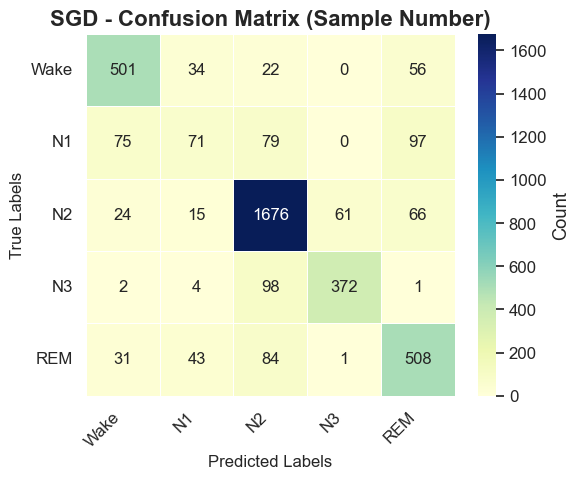 SGD - Confusion Matrix (Sample Number)
Wake 501 34 22 0 56
N1 75 71 79 0 97
N2 24 15 1676 61 66
N3 2 4 98 372 1
REM 31 43 84 1 508
Wake N1 N2 N3 REM
Predicted Labels
True Labels
1600
1400
1200
1000
800
600
400
200
0
Count